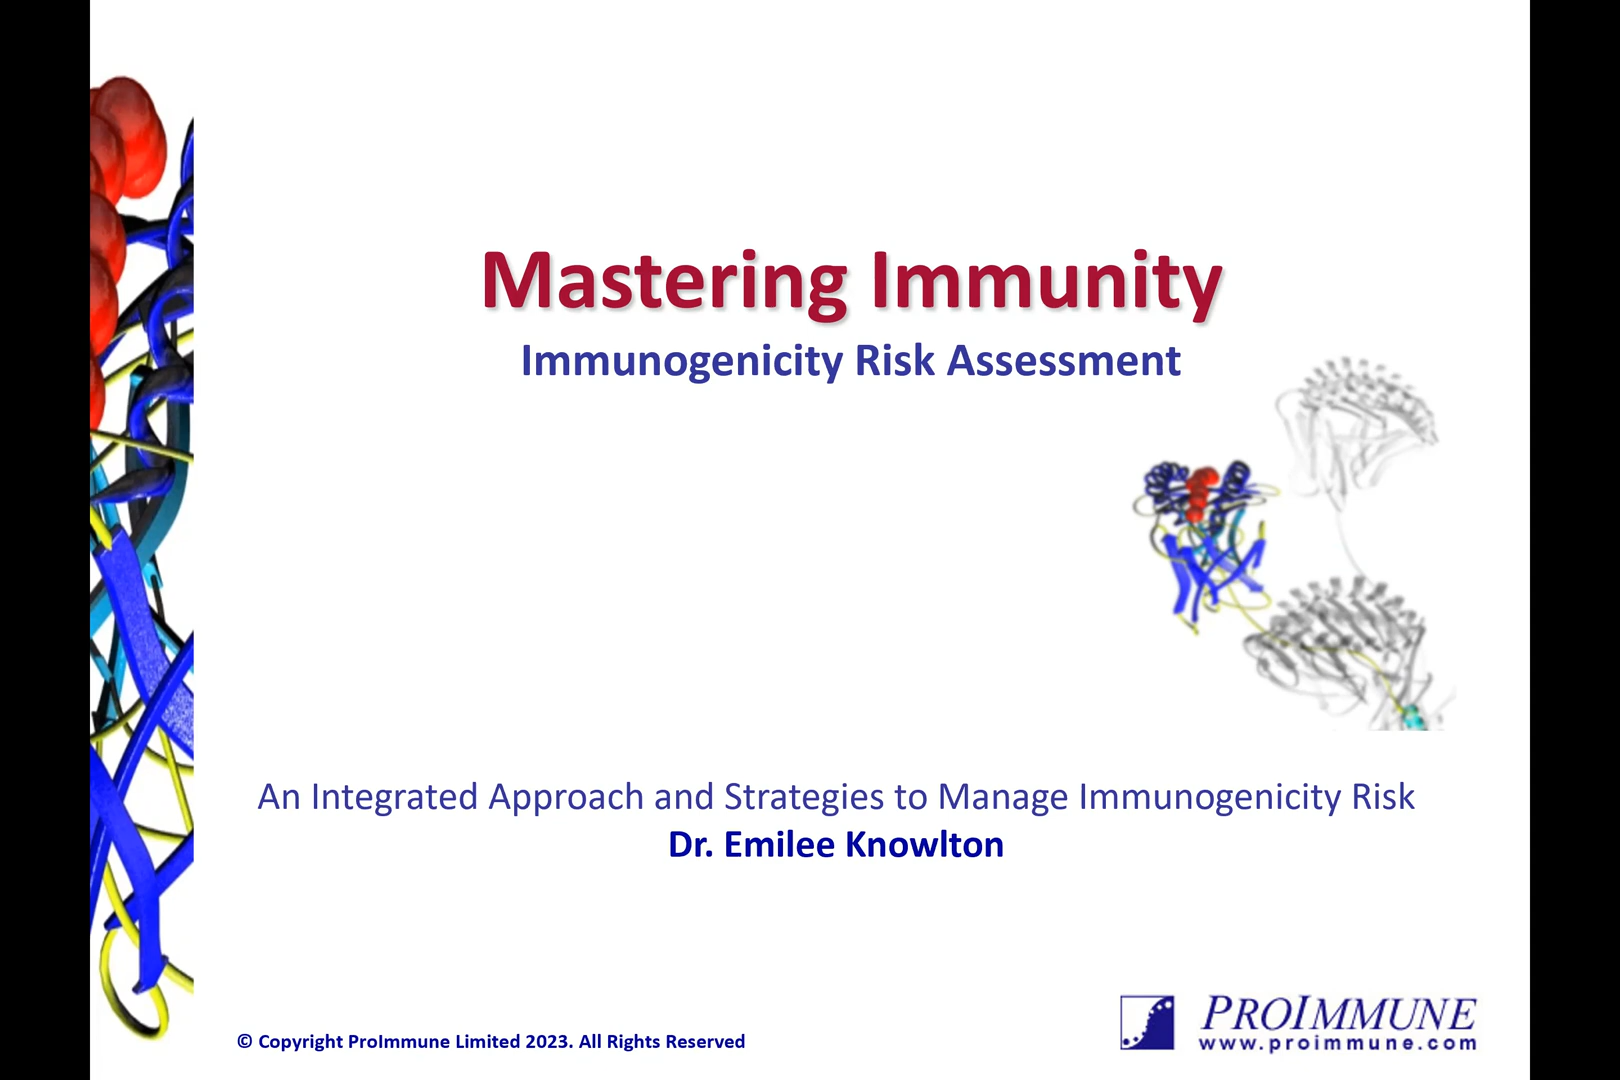 Mastering Immunity
Immunogenicity Risk Assessment
An Integrated Approach and Strategies to Manage Immunogenicity Risk
Dr. Emilee Knowlton
© Copyright ProImmune Limited 2023. All Rights Reserved
PROIMMUNE
www.proimmune.com